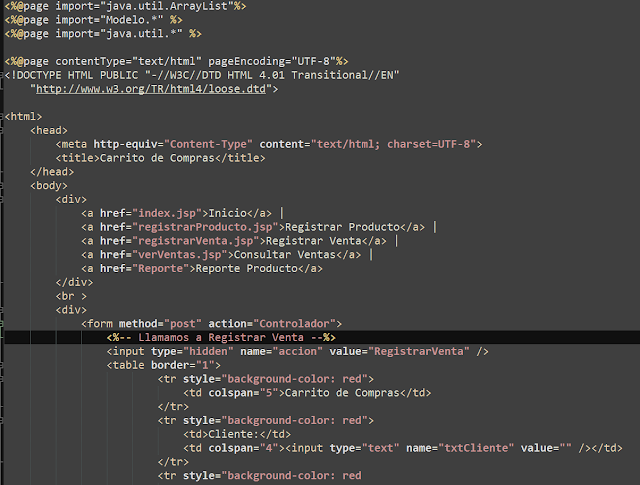 <%@page import="java.util.ArrayList"%>
<%@page import="Modelo.*" %>
<%@page import="java.util.*" %>
<%@page contentType="text/html" pageEncoding="UTF-8"%>
<!DOCTYPE HTML PUBLIC "-//W3C//DTD HTML 4.01 Transitional//EN"
"http://www.w3.org/TR/html4/loose.dtd">
<html>
<head>
<meta http-equiv="Content-Type" content="text/html; charset=UTF-8">
<title>Carrito de Compras</title>
</head>
<body>
<div>
<a href="index.jsp">Inicio</a> |
<a href="registrarProducto.jsp">Registrar Producto</a> |
<a href="registrarVenta.jsp">Registrar Venta</a> |
<a href="verVentas.jsp">Consultar Ventas</a> |
<a href="Reporte">Reporte Producto</a>
</div>
<br >
<div>
<form method="post" action="Controlador">
<%-- Llamamos a Registrar Venta --%>
<input type="hidden" name="accion" value="RegistrarVenta" />
<table border="1">
<tr style="background-color: red">
<td colspan="5">Carrito de Compras</td>
</tr>
<tr style="background-color: red">
<td>Cliente:</td>
<td colspan="4"><input type="text" name="txtCliente" value="" /></td>
</tr>
<tr style="background-color: red